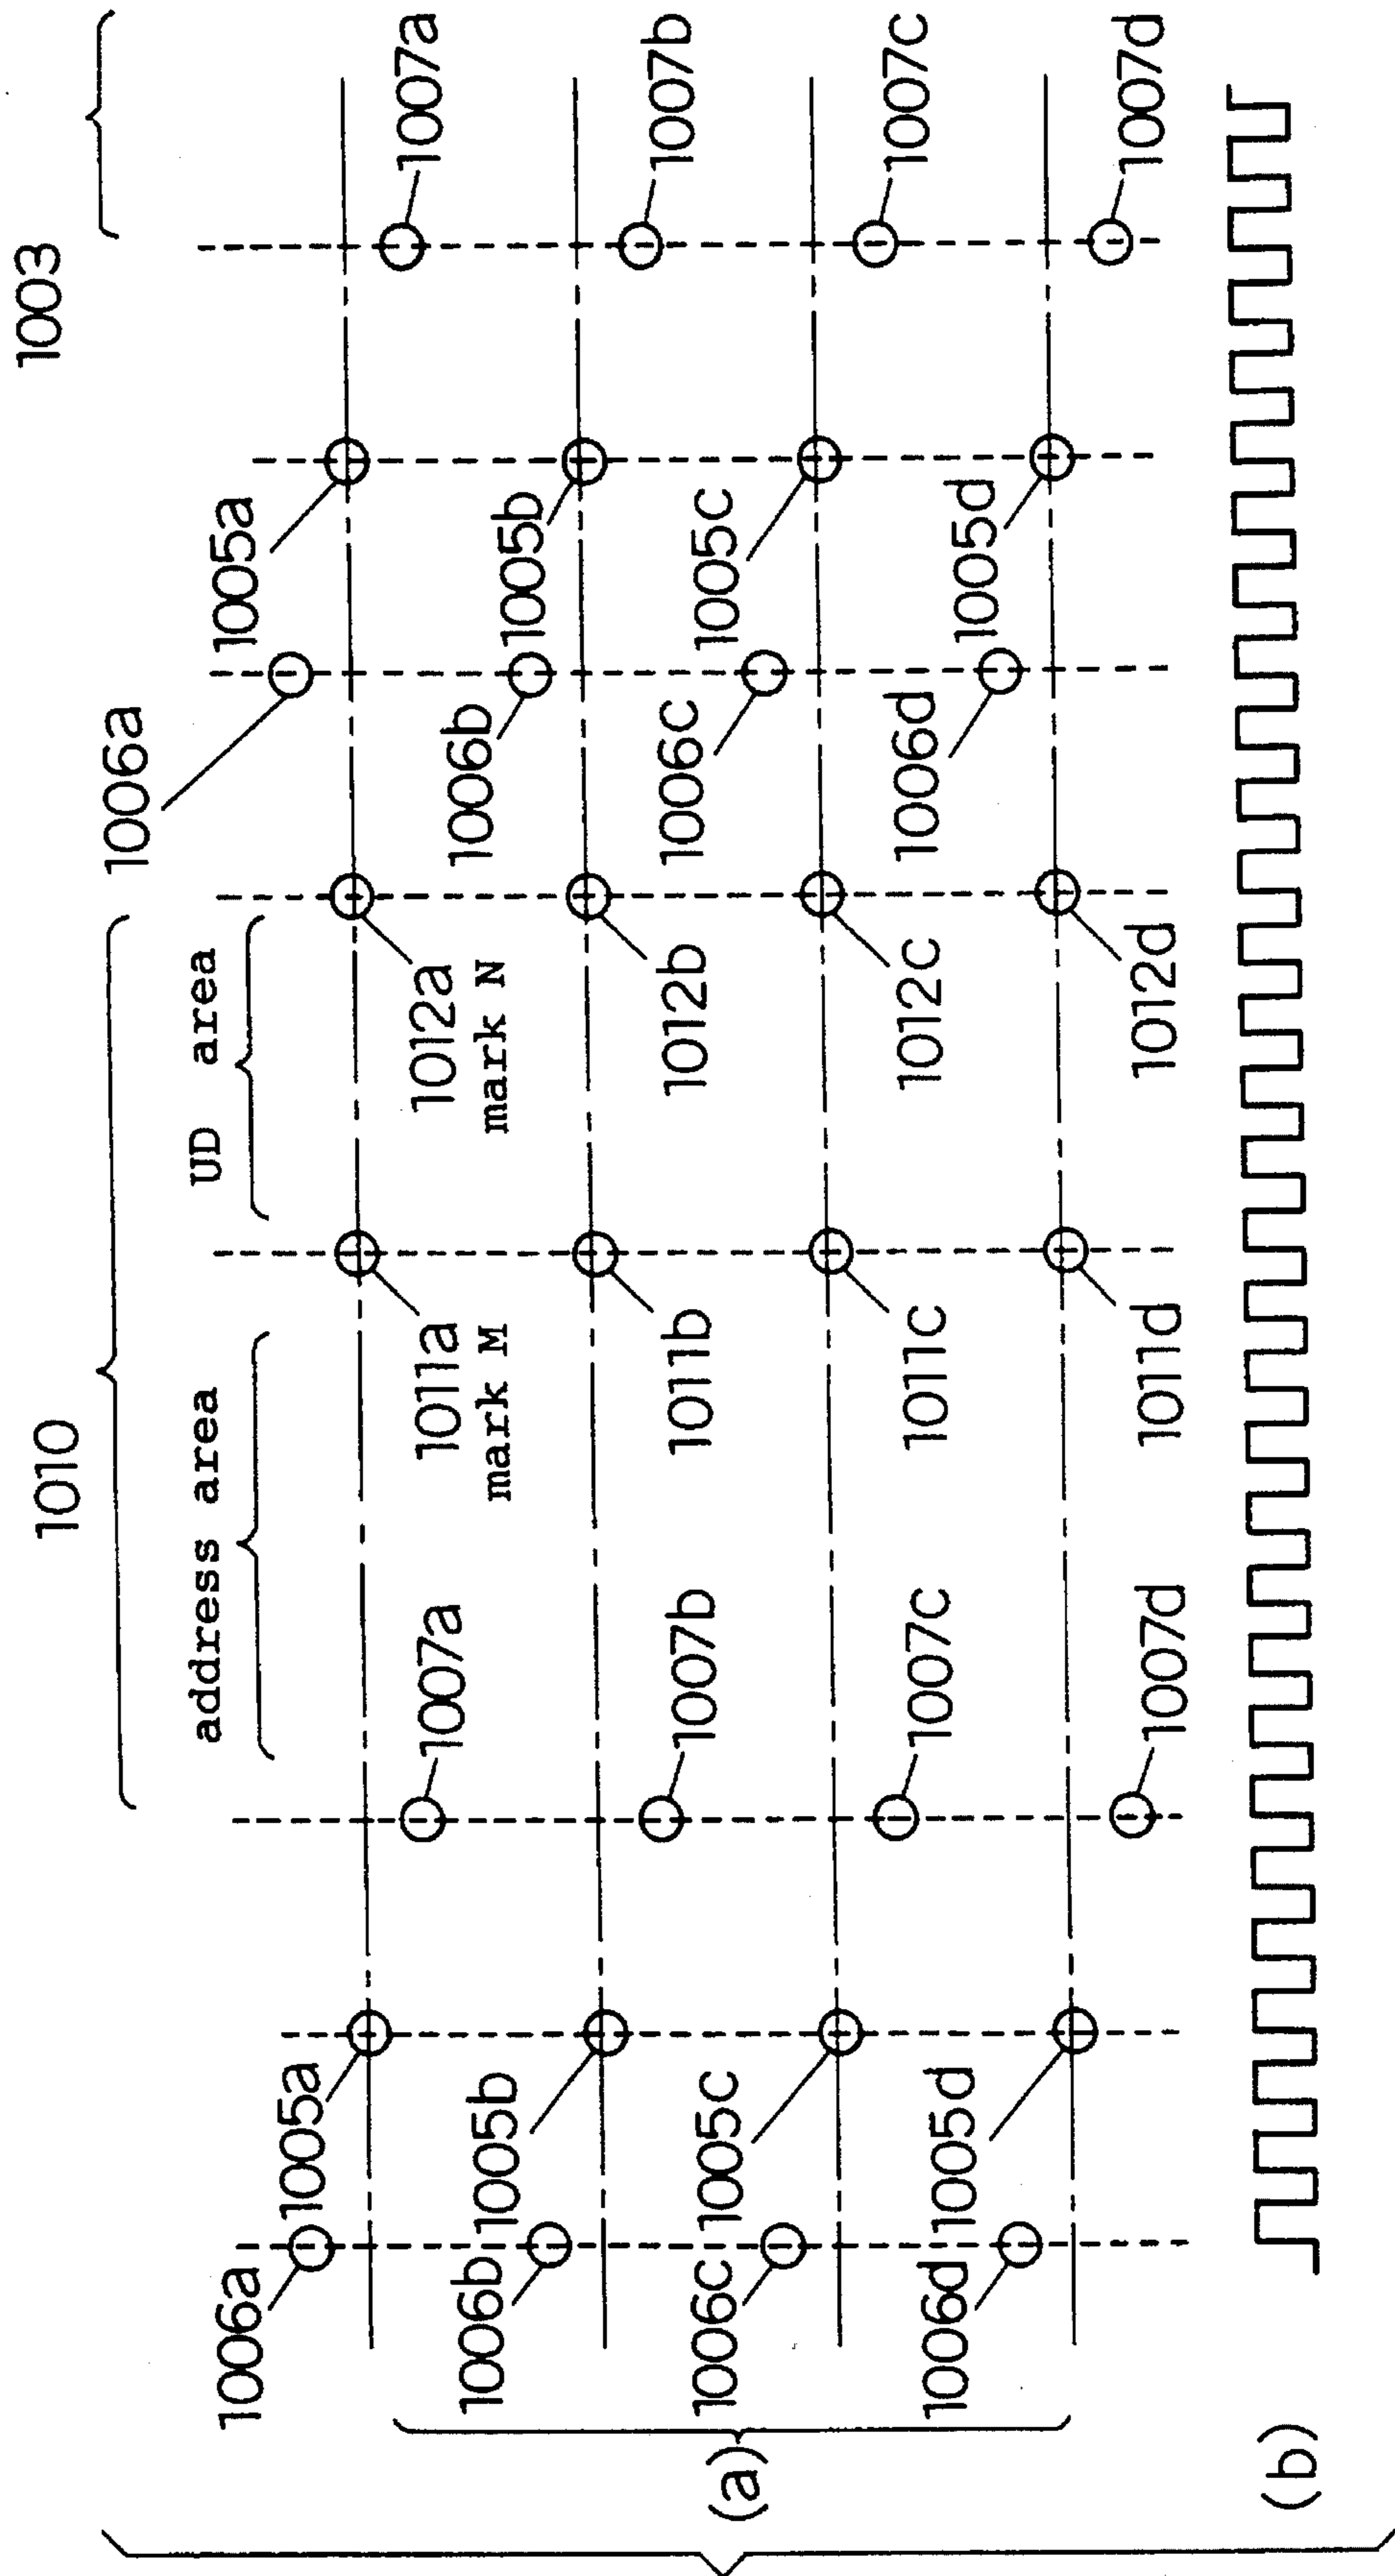 1003
1010
address area
UD area
1006a
1005a
1007a
1011a
mark M
1012a
mark N
1006a
1005a
1007a
1006b
1005b
1007b
1011b
1012b
1006b
1005b
1007b
1006c
1005c
1007c
1011c
1012c
1006c
1005c
1007c
1006d
1005d
1007d
1011d
1012d
1006d
1005d
1007d
(a)
(b)